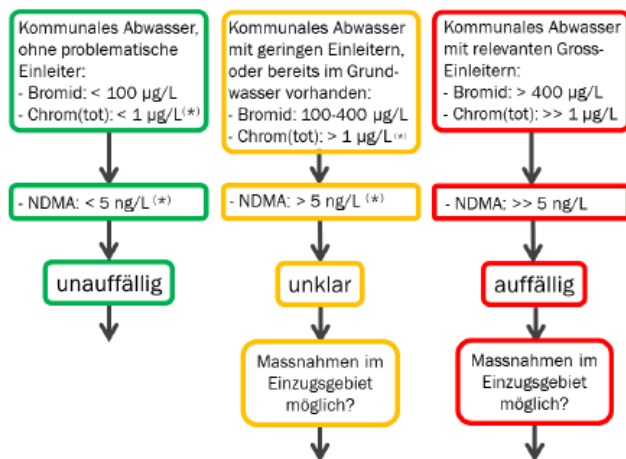 Kommunales Abwasser,
ohne problematische
Einleiter:
- Bromid: < 100 µg/L
- Chrom(tot): < 1 µg/L(*)
- NDMA: < 5 ng/L (*)
unauffällig
Kommunales Abwasser
mit geringen Einleitern,
oder bereits im Grund-
wasser vorhanden:
- Bromid: 100-400 µg/L
- Chrom(tot): > 1 µg/L (*)
- NDMA: > 5 ng/L (*)
unklar
Massnahmen im
Einzugsgebiet
möglich?
Kommunales Abwasser
mit relevanten Gross-
Einleitern:
- Bromid: > 400 µg/L
- Chrom(tot): >> 1 µg/L
- NDMA: >> 5 ng/L
auffällig
Massnahmen im
Einzugsgebiet
möglich?